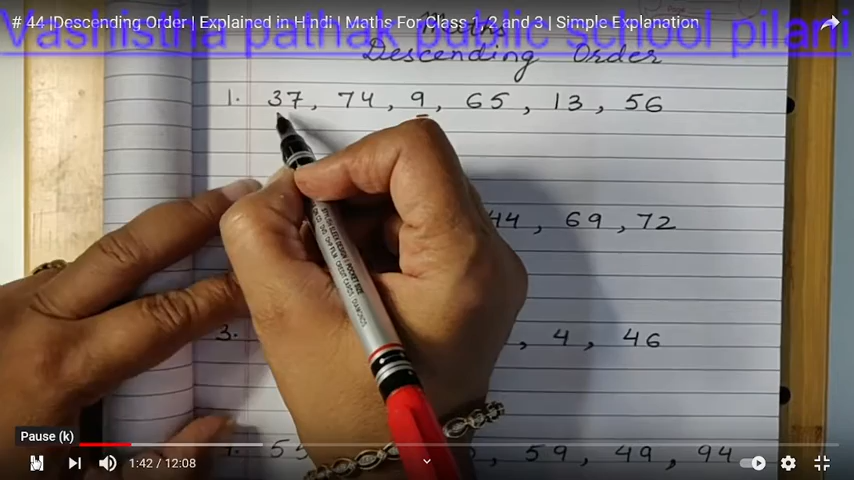 # 44 |Descending Order | Explained in Hindi | Maths For Class 1, 2 and 3 | Simple Explanation
Vashistha pathak public school pilani
Maths
Descending Order
1. 37, 74, 9, 65, 13, 56
44, 69, 72
3. , 4, 46
55 , 59, 49, 94
Pause (k)
1:42 / 12:08